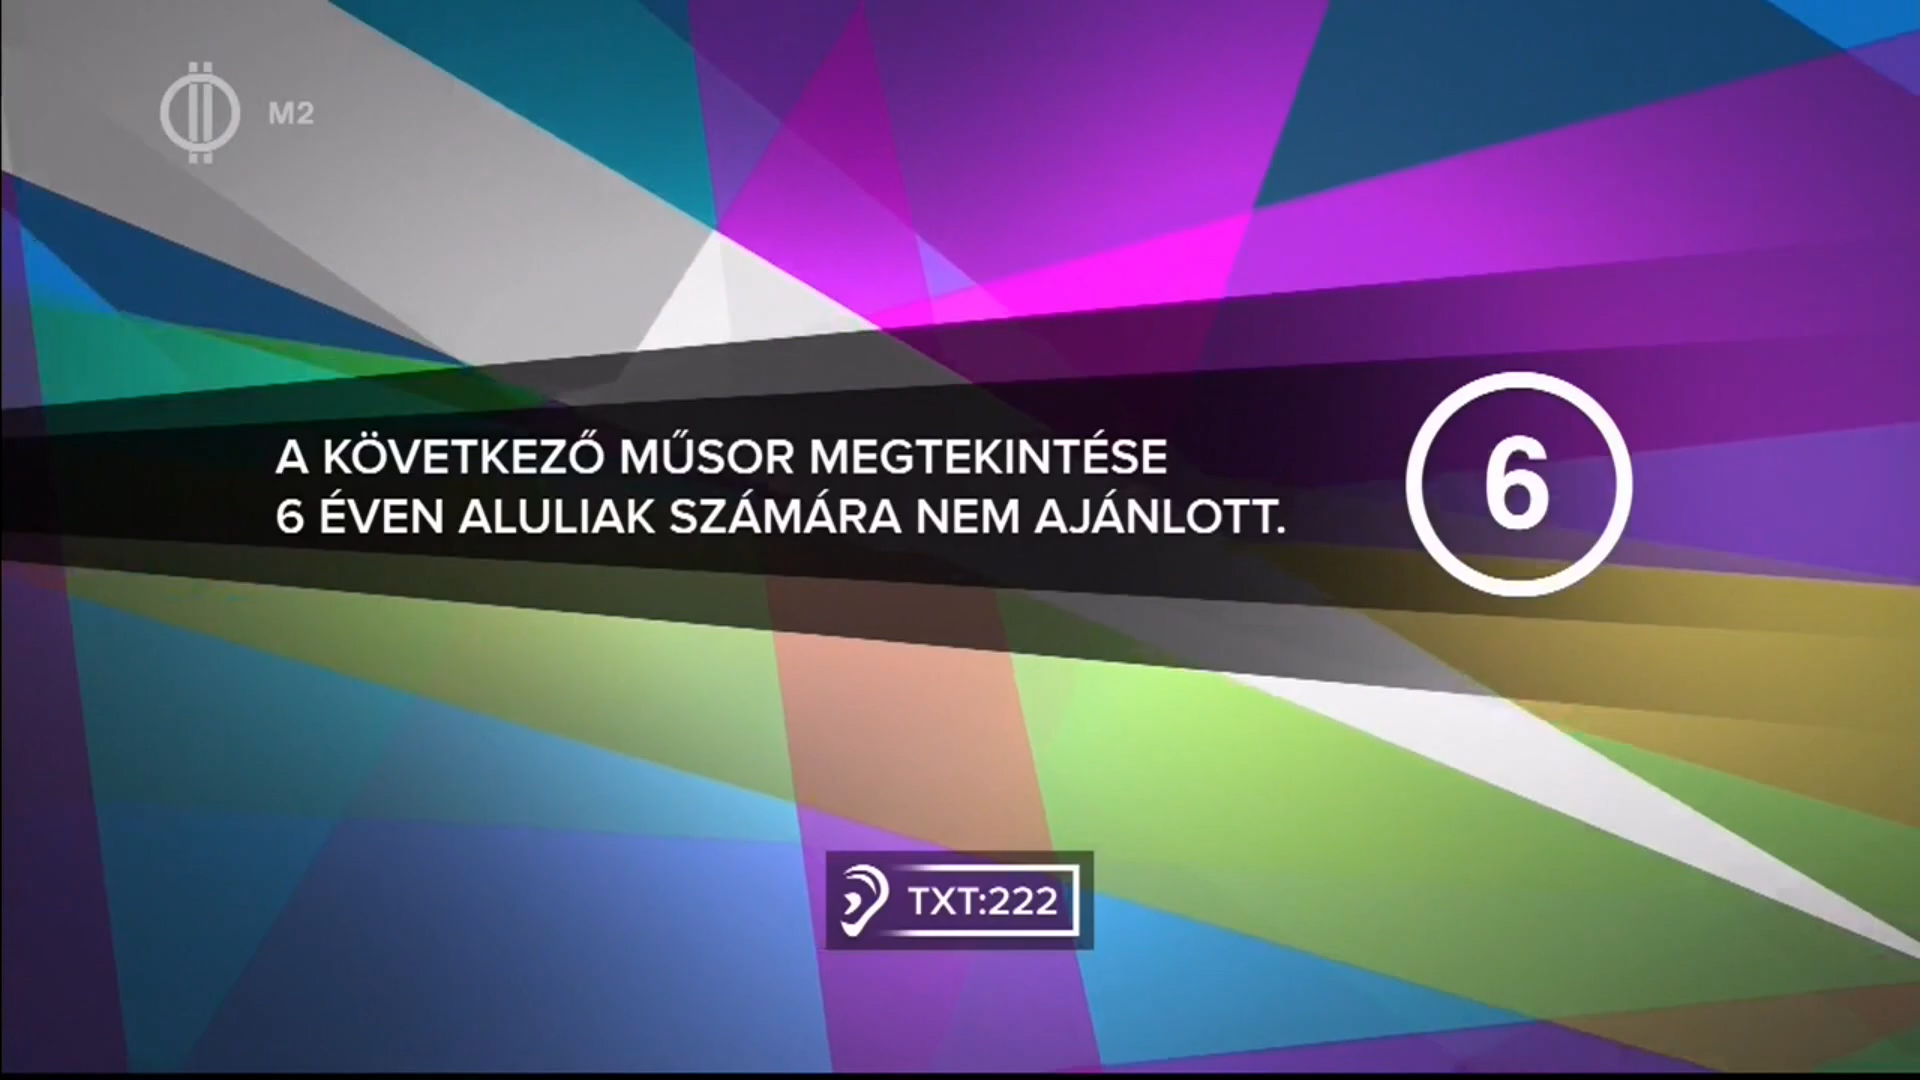 M2
A KÖVETKEZŐ MŰSOR MEGTEKINTÉSE
6 ÉVEN ALULIAK SZÁMÁRA NEM AJÁNLOTT.
6
TXT:222